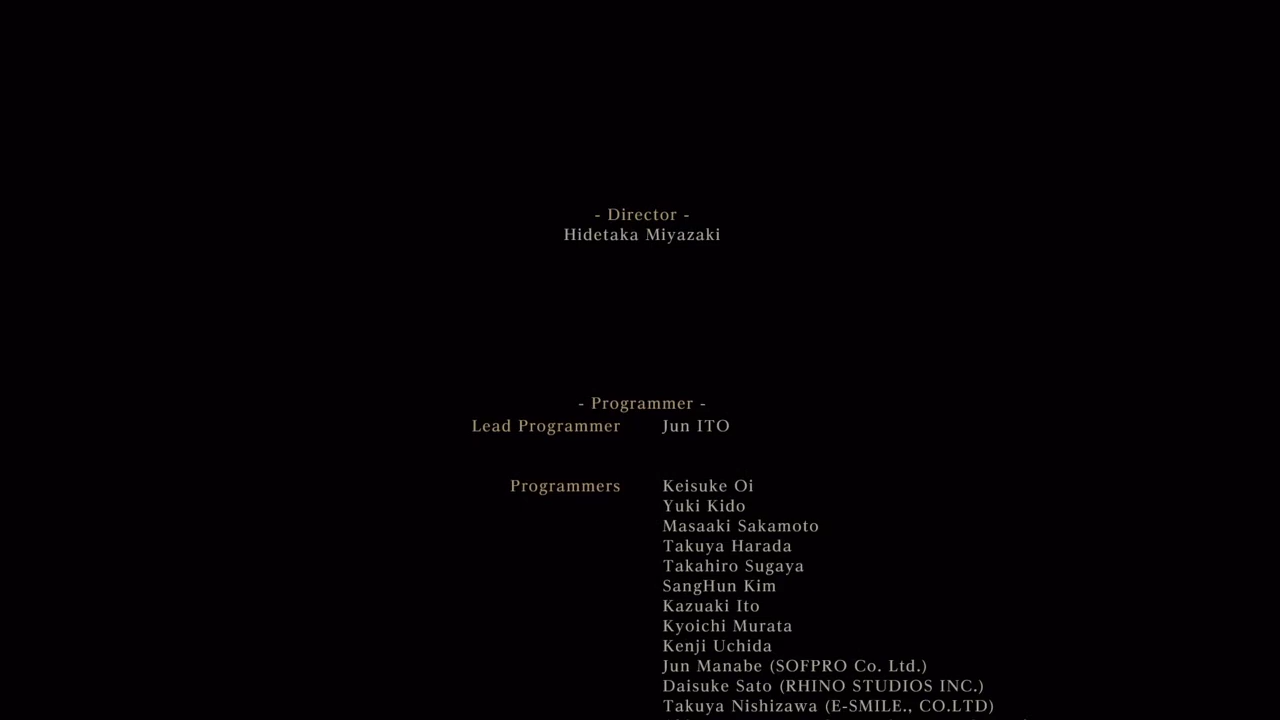 - Director -
Hidetaka Miyazaki
- Programmer -
Lead Programmer Jun ITO
Programmers Keisuke Oi
Yuki Kido
Masaaki Sakamoto
Takuya Harada
Takahiro Sugaya
SangHun Kim
Kazuaki Ito
Kyoichi Murata
Kenji Uchida
Jun Manabe (SOFPRO Co. Ltd.)
Daisuke Sato (RHINO STUDIOS INC.)
Takuya Nishizawa (E-SMILE., CO.LTD)